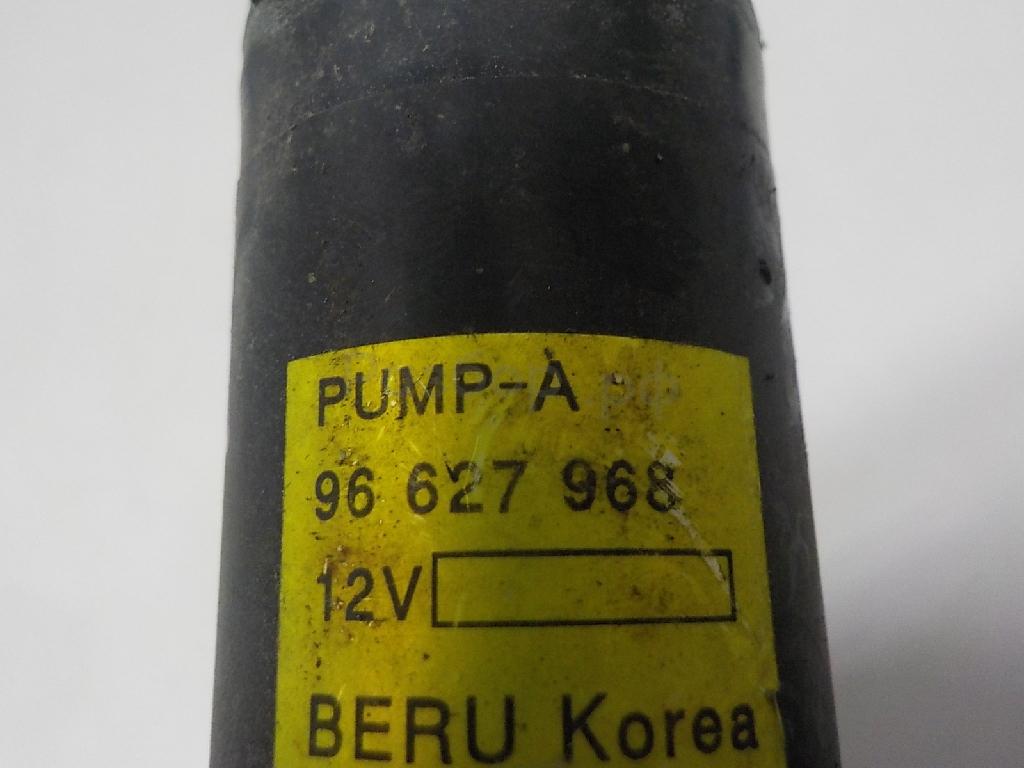 PUMP-A
96 627 968
12V
BERU Korea